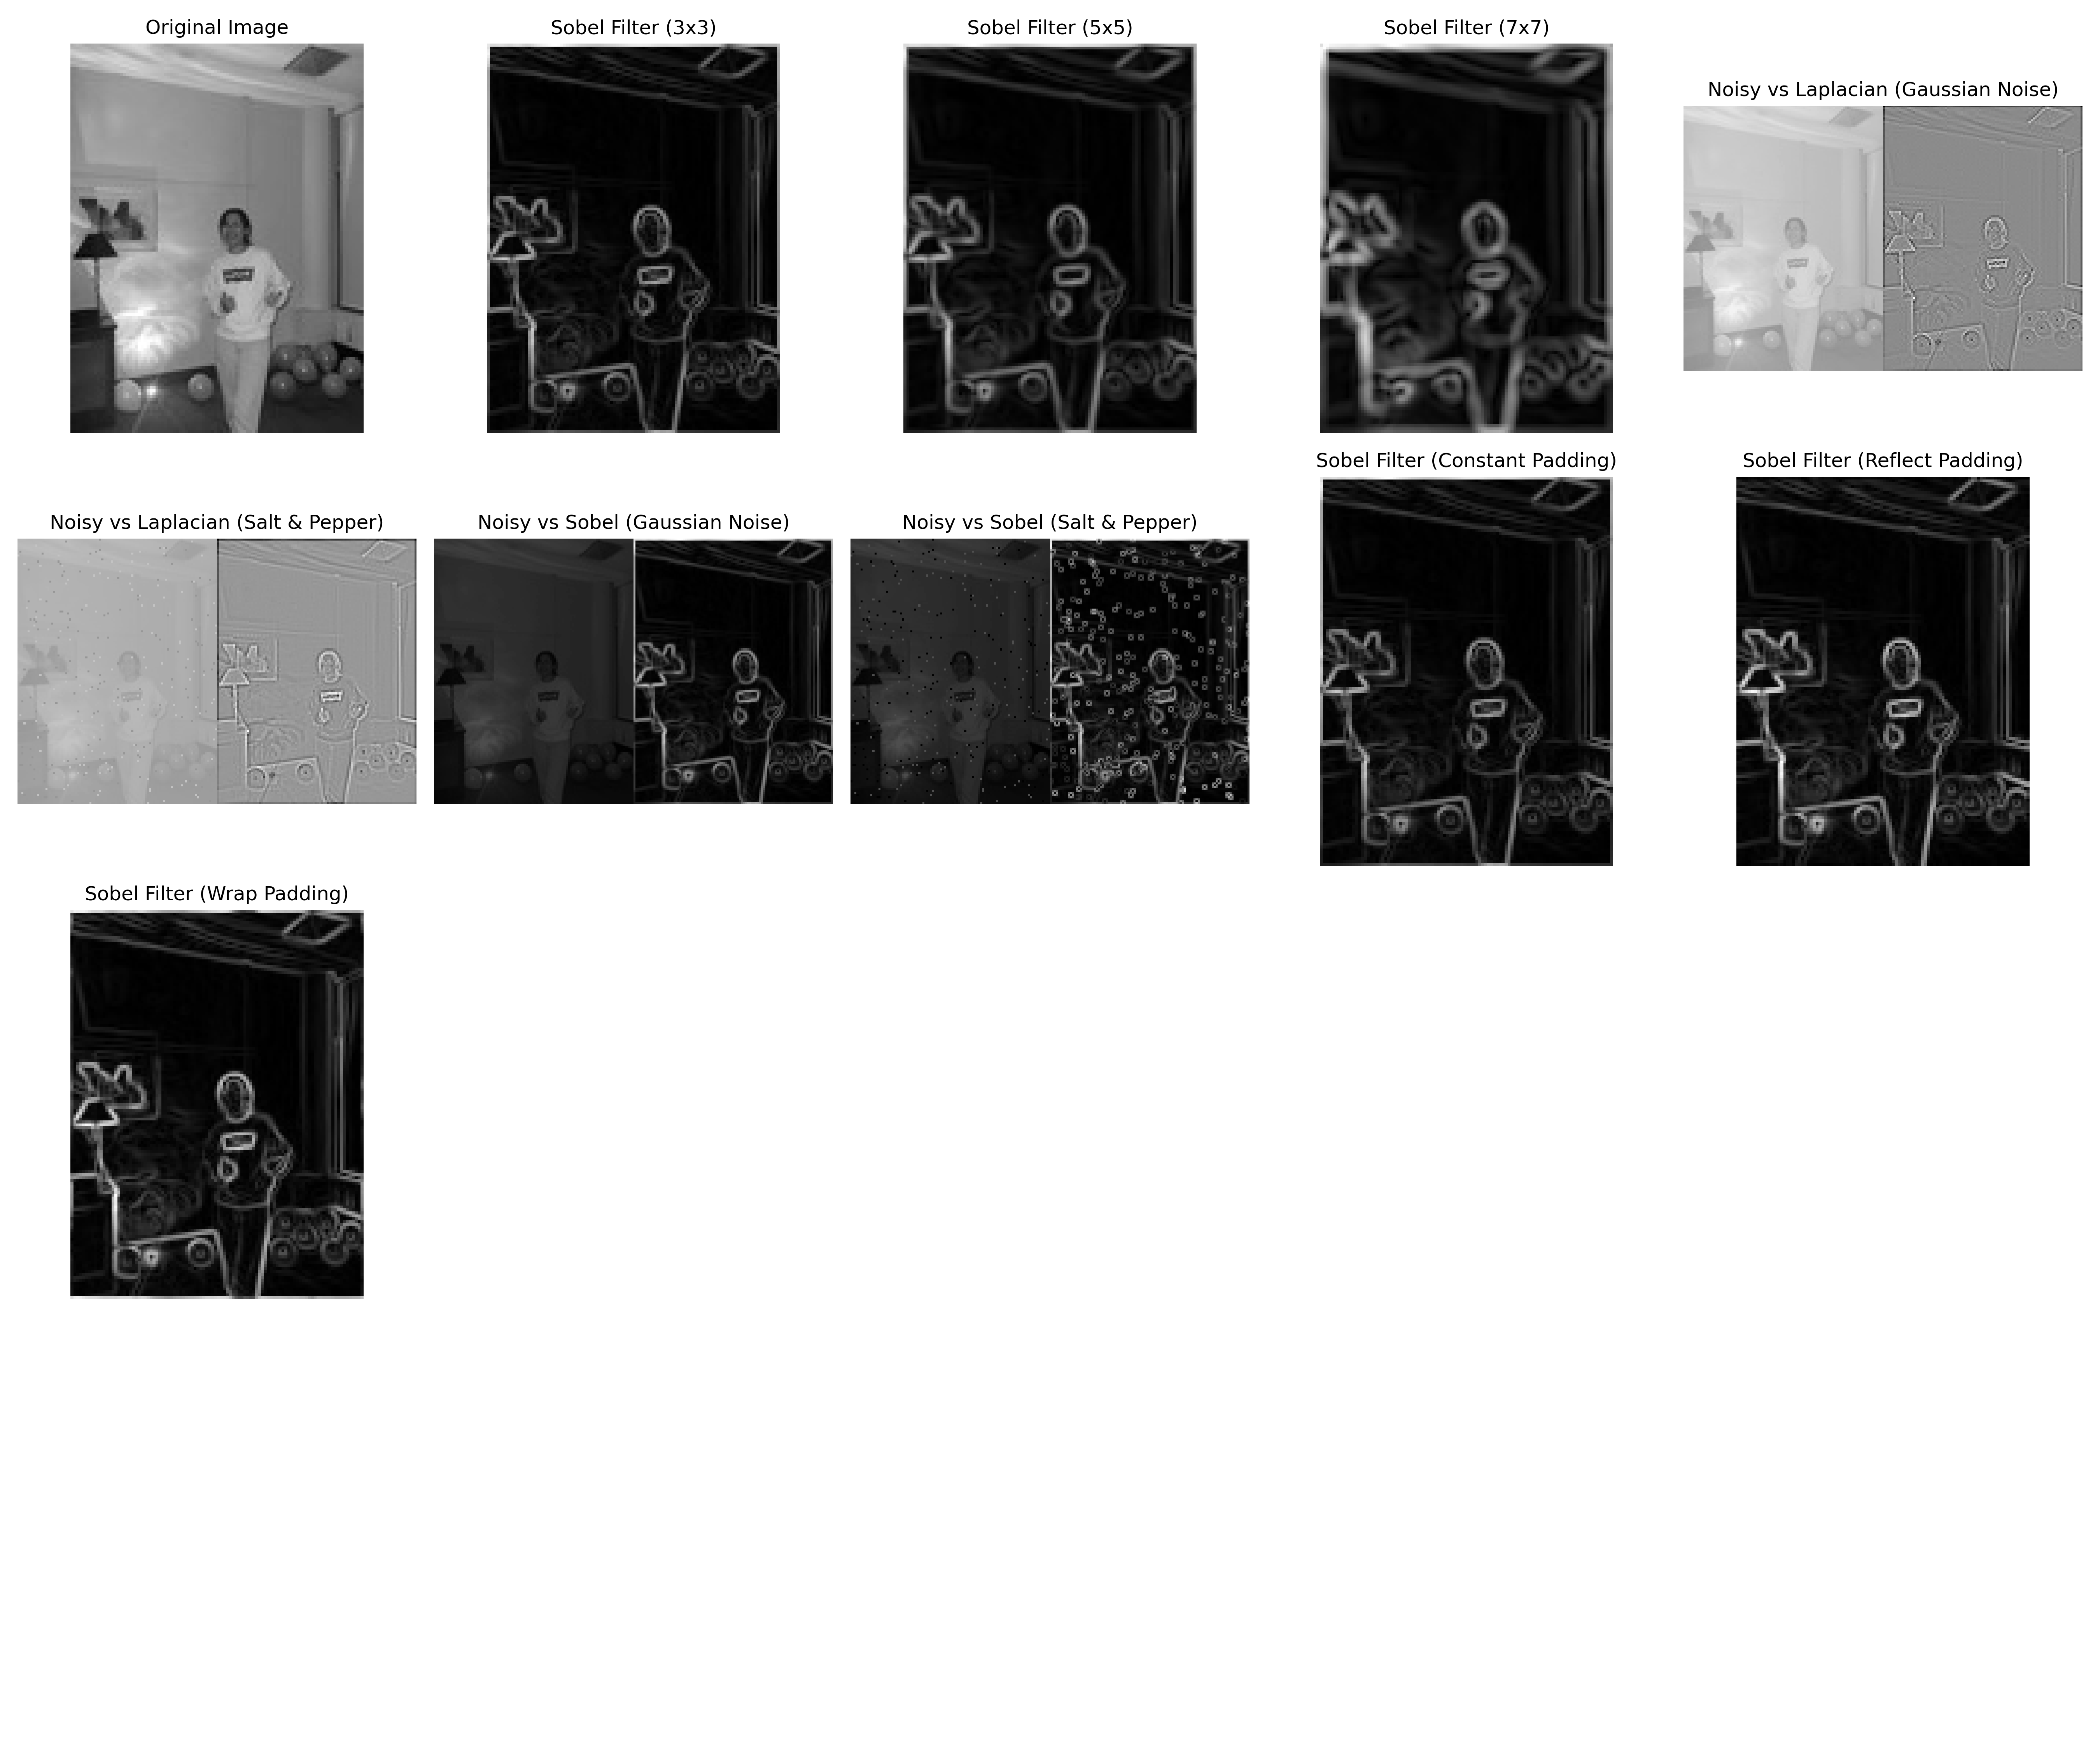 Original Image
Sobel Filter (3x3)
Sobel Filter (5x5)
Sobel Filter (7x7)
Noisy vs Laplacian (Gaussian Noise)
Noisy vs Laplacian (Salt & Pepper)
Noisy vs Sobel (Gaussian Noise)
Noisy vs Sobel (Salt & Pepper)
Sobel Filter (Constant Padding)
Sobel Filter (Reflect Padding)
Sobel Filter (Wrap Padding)